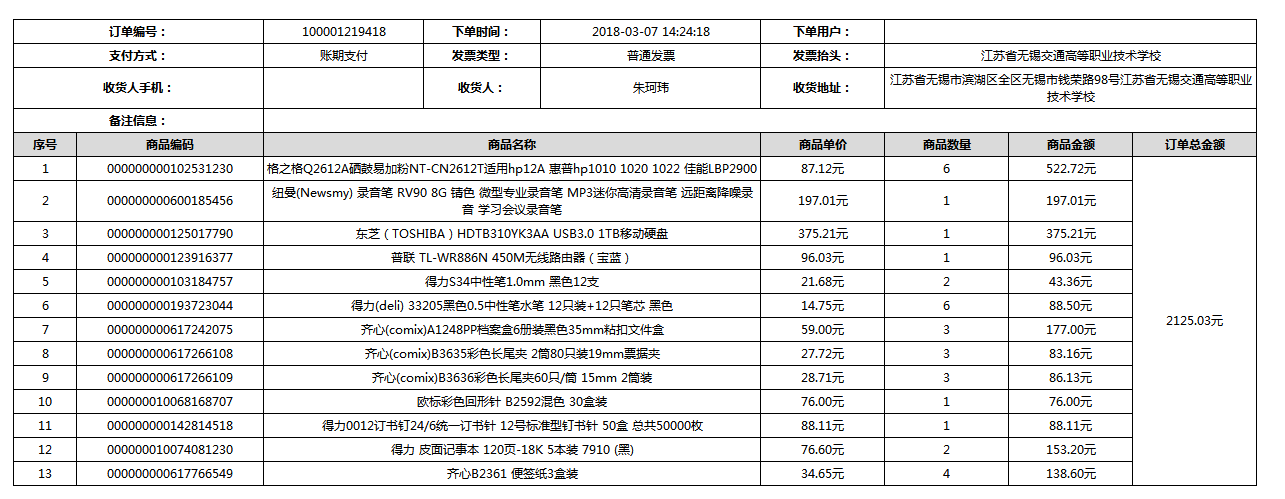 订单编号： 100001219418 下单时间： 2018-03-07 14:24:18 下单用户：
支付方式： 账期支付 发票类型： 普通发票 发票抬头： 江苏省无锡交通高等职业技术学校
收货人手机： 收货人： 朱珂玮 收货地址： 江苏省无锡市滨湖区全区无锡市钱荣路98号江苏省无锡交通高等职业
技术学校
备注信息：
序号 商品编码 商品名称 商品单价 商品数量 商品金额 订单总金额
1 000000000102531230 格之格Q2612A硒鼓易加粉NT-CN2612T适用hp12A 惠普hp1010 1020 1022 佳能LBP2900 87.12元 6 522.72元
2 000000000600185456 纽曼(Newsmy) 录音笔 RV90 8G 锖色 微型专业录音笔 MP3迷你高清录音笔 远距离降噪录
音 学习会议录音笔 197.01元 1 197.01元
3 000000000125017790 东芝（TOSHIBA）HDTB310YK3AA USB3.0 1TB移动硬盘 375.21元 1 375.21元
4 000000000123916377 普联 TL-WR886N 450M无线路由器（宝蓝） 96.03元 1 96.03元
5 000000000103184757 得力S34中性笔1.0mm 黑色12支 21.68元 2 43.36元
6 000000000193723044 得力(deli) 33205黑色0.5中性笔水笔 12只装+12只笔芯 黑色 14.75元 6 88.50元
7 000000000617242075 齐心(comix)A1248PP档案盒6册装黑色35mm粘扣文件盒 59.00元 3 177.00元
2125.03元
8 000000000617266108 齐心(comix)B3635彩色长尾夹 2筒80只装19mm票据夹 27.72元 3 83.16元
9 000000000617266109 齐心(comix)B3636彩色长尾夹60只/筒 15mm 2筒装 28.71元 3 86.13元
10 000000010068168707 欧标彩色回形针 B2592混色 30盒装 76.00元 1 76.00元
11 000000000142814518 得力0012订书钉24/6统一订书针 12号标准型钉书针 50盒 总共50000枚 88.11元 1 88.11元
12 000000010074081230 得力 皮面记事本 120页-18K 5本装 7910 (黑) 76.60元 2 153.20元
13 000000000617766549 齐心B2361 便签纸3盒装 34.65元 4 138.60元